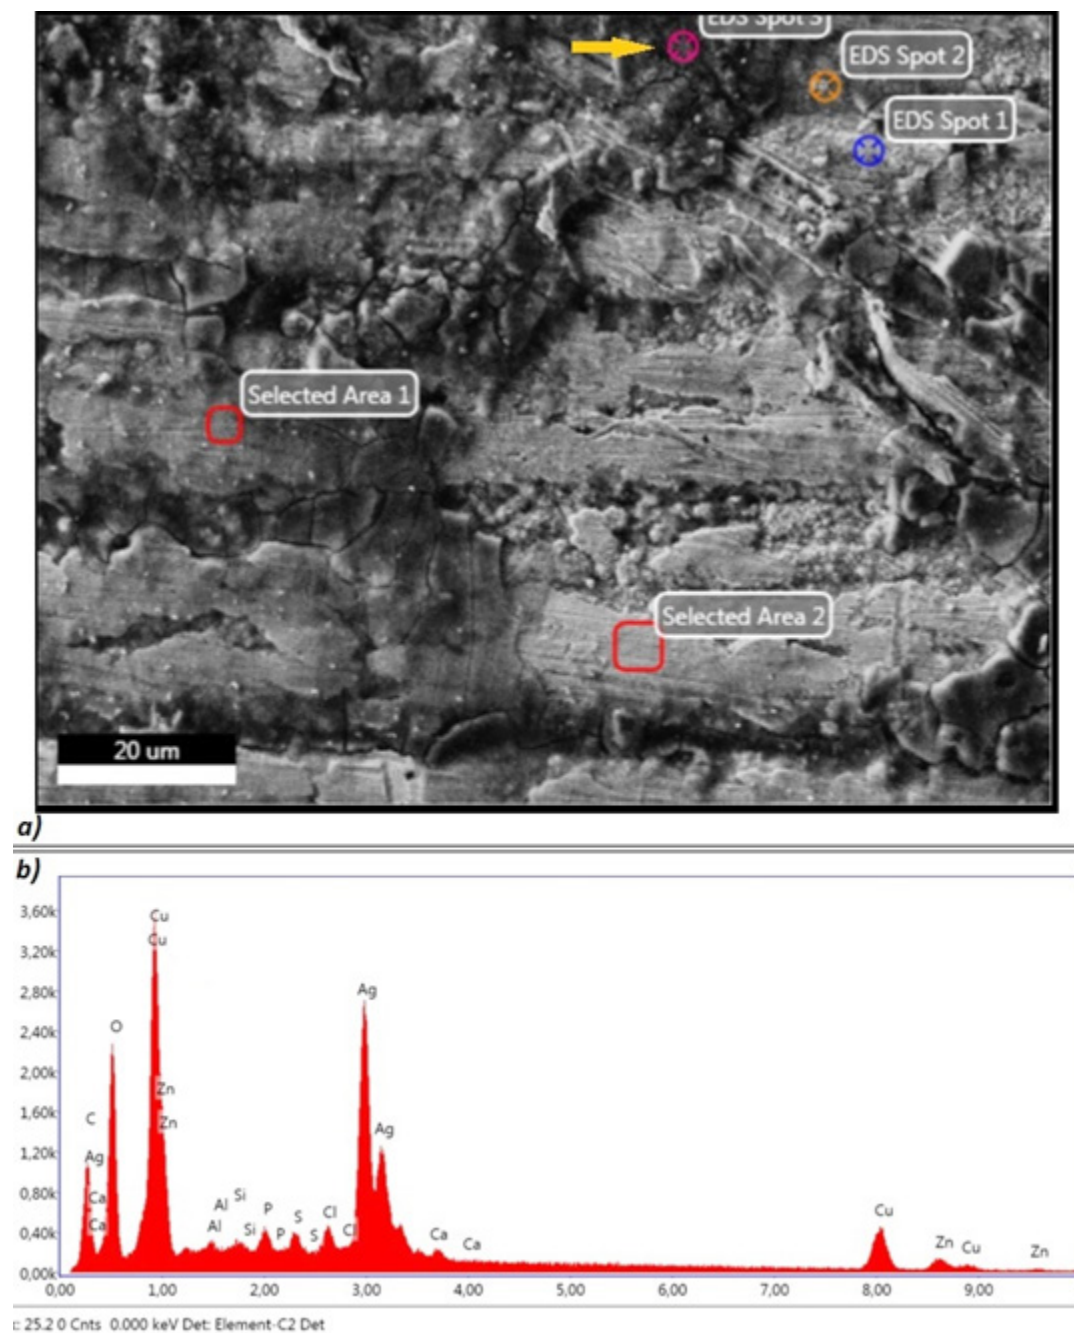 EDS Spot 3
EDS Spot 2
EDS Spot 1
Selected Area 1
Selected Area 2
20 um
a)
b)
3,60k
3,20k
2,80k
2,40k
2,00k
1,60k
1,20k
0,80k
0,40k
0,00k
Cu
Cu
O
Zn
Zn
C
Ag
Ca
Ca
Al
Al
Si
Si
P
P
S
S
Cl
Cl
Ag
Ag
Ca
Ca
Cu
Zn
Cu
Zn
0,00 1,00 2,00 3,00 4,00 5,00 6,00 7,00 8,00 9,00
: 25.2 0 Cnts 0.000 keV Det: Element-C2 Det